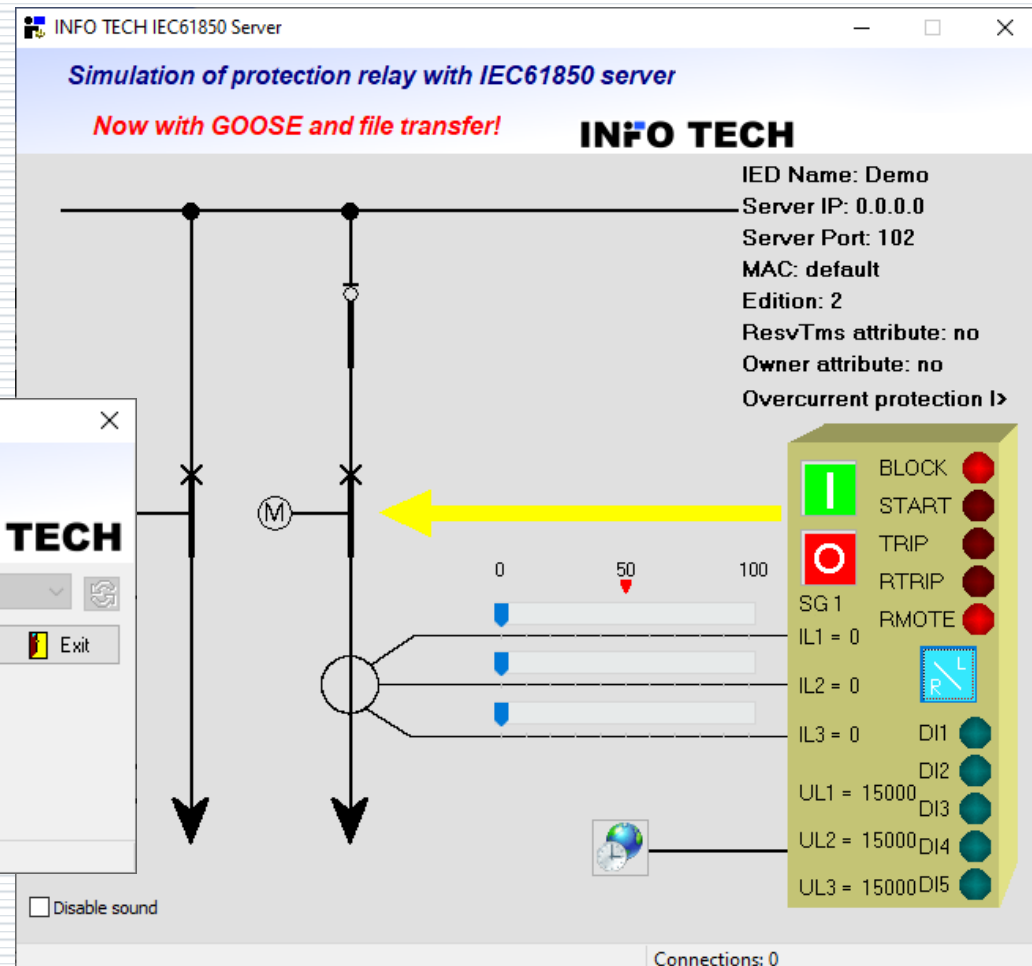 INFO TECH IEC61850 Server
Simulation of protection relay with IEC61850 server
Now with GOOSE and file transfer!
INFO TECH
IED Name: Demo
Server IP: 0.0.0.0
Server Port: 102
MAC: default
Edition: 2
ResvTms attribute: no
Owner attribute: no
Overcurrent protection I>
TECH
Exit
M
0 50 100
I
O
BLOCK
START
TRIP
RTRIP
RMOTE
SG 1
IL1 = 0
IL2 = 0
IL3 = 0
L
R
DI1
DI2
DI3
DI4
DI5
UL1 = 15000
UL2 = 15000
UL3 = 15000
Disable sound
Connections: 0